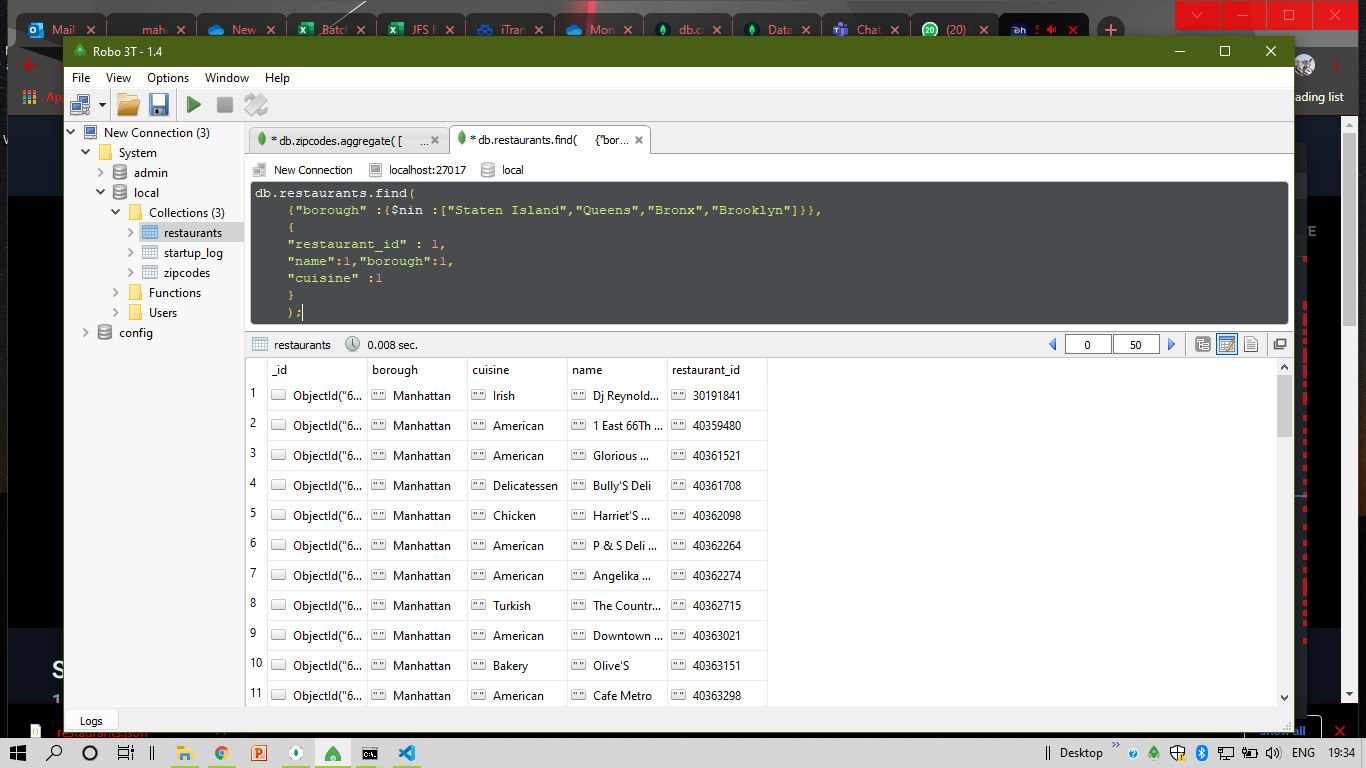 Mail
mah
New
Batch
JFS F
iTran
Mon
db.c
Data
Chat
20 (20)
Robo 3T - 1.4
File View Options Window Help
ading list
New Connection (3)
System
admin
local
Collections (3)
restaurants
startup_log
zipcodes
Functions
Users
config
* db.zipcodes.aggregate( [ ...
* db.restaurants.find( {"bor...
New Connection localhost:27017 local
db.restaurants.find(
{"borough" :{$nin :["Staten Island","Queens","Bronx","Brooklyn"]}},
{
"restaurant_id" : 1,
"name":1,"borough":1,
"cuisine" :1
}
);
restaurants 0.008 sec. 0 50
_id borough cuisine name restaurant_id
1 ObjectId("6... Manhattan Irish Dj Reynold... 30191841
2 ObjectId("6... Manhattan American 1 East 66Th ... 40359480
3 ObjectId("6... Manhattan American Glorious ... 40361521
4 ObjectId("6... Manhattan Delicatessen Bully'S Deli 40361708
5 ObjectId("6... Manhattan Chicken Harriet'S ... 40362098
6 ObjectId("6... Manhattan American P & S Deli ... 40362264
7 ObjectId("6... Manhattan American Angelika ... 40362274
8 ObjectId("6... Manhattan Turkish The Countr... 40362715
9 ObjectId("6... Manhattan American Downtown ... 40363021
10 ObjectId("6... Manhattan Bakery Olive'S 40363151
11 ObjectId("6... Manhattan American Cafe Metro 40363298
Logs
restaurants.json
Show all
Desktop
ENG 19:34